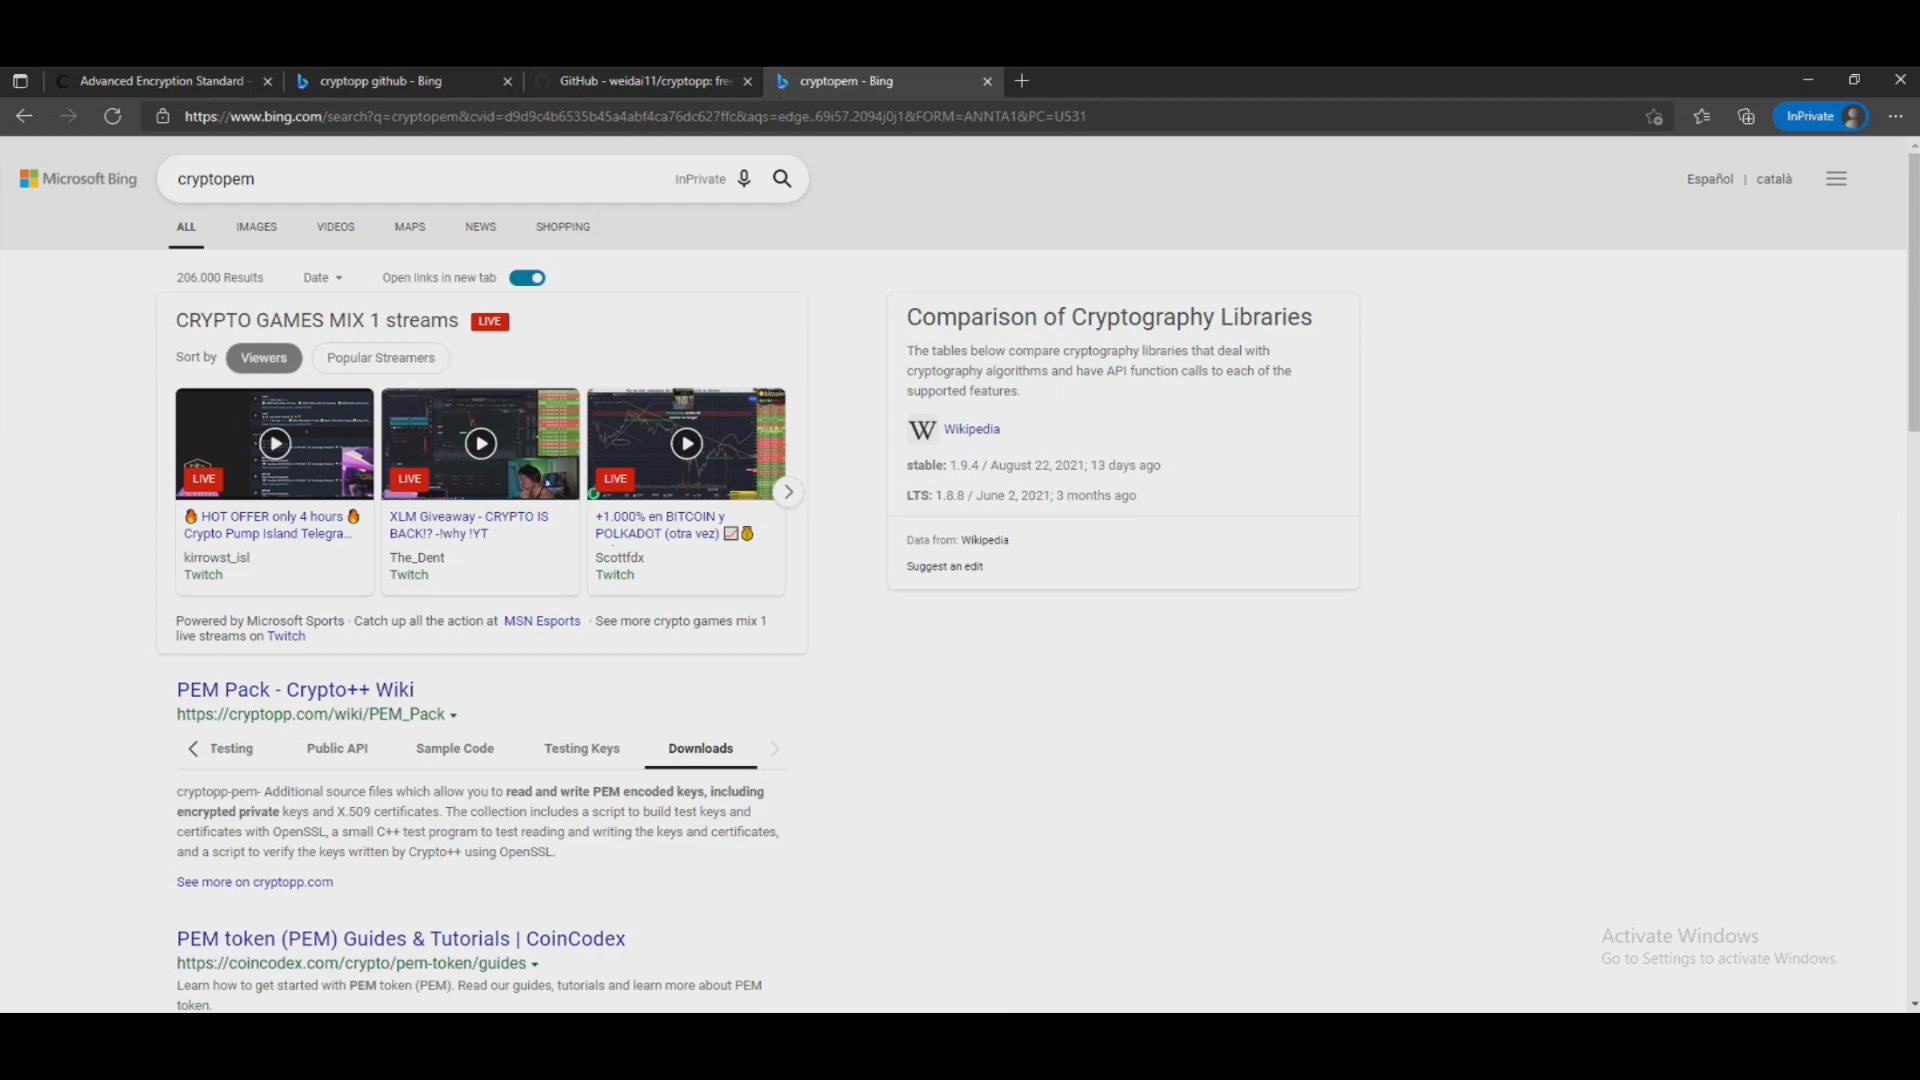 Advanced Encryption Standard -
cryptopp github - Bing
GitHub - weidai11/cryptopp: fre
cryptopem - Bing
https://www.bing.com/search?q=cryptopem&cvid=d9d9c4b6535b45a4abf4ca76dc627ffc&aqs=edge..69i57.2094j0j1&FORM=ANNTA1&PC=U531
InPrivate
Microsoft Bing
cryptopem
InPrivate
Español | català
ALL IMAGES VIDEOS MAPS NEWS SHOPPING
206.000 Results Date Open links in new tab
CRYPTO GAMES MIX 1 streams LIVE
Sort by Viewers Popular Streamers
LIVE
LIVE
LIVE
HOT OFFER only 4 hours
Crypto Pump Island Telegra...
kirrowst_isl
Twitch
XLM Giveaway - CRYPTO IS
BACK!? -!why !YT
The_Dent
Twitch
+1.000% en BITCOIN y
POLKADOT (otra vez)
Scottfdx
Twitch
Powered by Microsoft Sports · Catch up all the action at MSN Esports · See more crypto games mix 1
live streams on Twitch
PEM Pack - Crypto++ Wiki
https://cryptopp.com/wiki/PEM_Pack
Testing Public API Sample Code Testing Keys Downloads
cryptopp-pem- Additional source files which allow you to read and write PEM encoded keys, including
encrypted private keys and X.509 certificates. The collection includes a script to build test keys and
certificates with OpenSSL, a small C++ test program to test reading and writing the keys and certificates,
and a script to verify the keys written by Crypto++ using OpenSSL.
See more on cryptopp.com
PEM token (PEM) Guides & Tutorials | CoinCodex
https://coincodex.com/crypto/pem-token/guides
Learn how to get started with PEM token (PEM). Read our guides, tutorials and learn more about PEM
token.
Comparison of Cryptography Libraries
The tables below compare cryptography libraries that deal with
cryptography algorithms and have API function calls to each of the
supported features.
W Wikipedia
stable: 1.9.4 / August 22, 2021; 13 days ago
LTS: 1.8.8 / June 2, 2021; 3 months ago
Data from: Wikipedia
Suggest an edit
Activate Windows
Go to Settings to activate Windows.